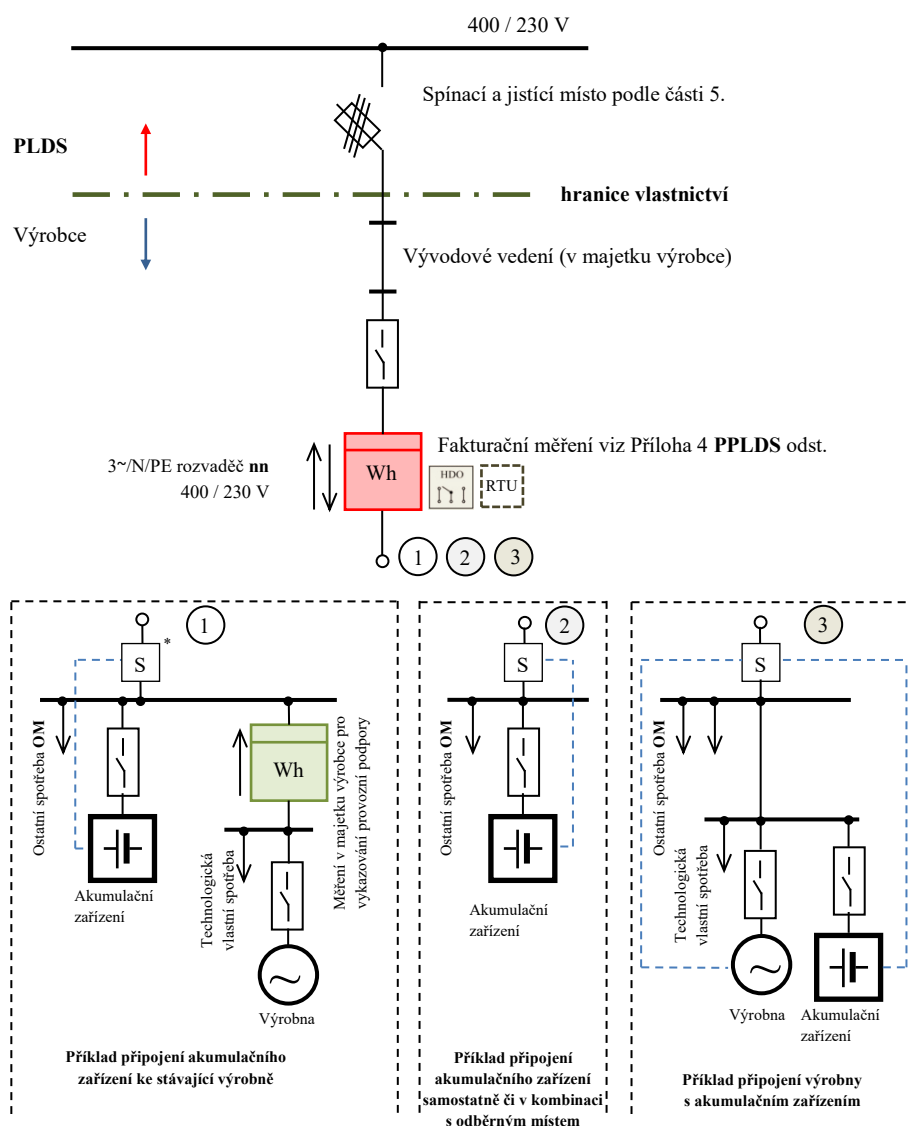 400 / 230 V
Spínací a jistící místo podle části 5.
PLDS
hranice vlastnictví
Výrobce
Vývodové vedení (v majetku výrobce)
Fakturační měření viz Příloha 4 PPLDS odst.
3~/N/PE rozvaděč nn
400 / 230 V
Wh
HDO
RTU
1
2
3
1
S
*
Ostatní spotřeba OM
Wh
Měření v majetku výrobce pro
vykazování provozní podpory
Technologická
vlastní spotřeba
Akumulační
zařízení
Výrobna
Příklad připojení akumulačního
zařízení ke stávající výrobně
2
S
Ostatní spotřeba OM
Akumulační
zařízení
Příklad připojení
akumulačního zařízení
samostatně či v kombinaci
s odběrným místem
3
S
Ostatní spotřeba OM
Technologická
vlastní spotřeba
Výrobna
Akumulační
zařízení
Příklad připojení výrobny
s akumulačním zařízením